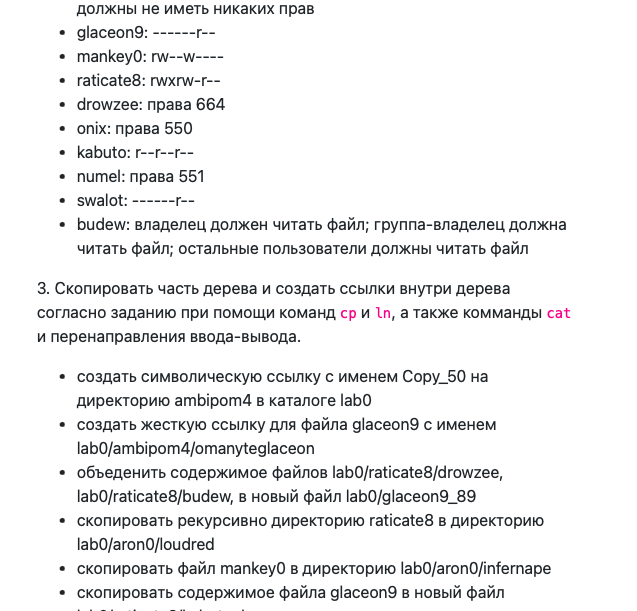 должны не иметь никаких прав
• glaceon9: ------r--
• mankey0: rw--w----
• raticate8: rwxrw-r--
• drowzee: права 664
• onix: права 550
• kabuto: r--r--r--
• numel: права 551
• swalot: ------r--
• budew: владелец должен читать файл; группа-владелец должна
читать файл; остальные пользователи должны читать файл
3. Скопировать часть дерева и создать ссылки внутри дерева
согласно заданию при помощи команд cp и ln, а также комманды cat
и перенаправления ввода-вывода.
• создать символическую ссылку c именем Copy_50 на
директорию ambipom4 в каталоге lab0
• создать жесткую ссылку для файла glaceon9 с именем
lab0/ambipom4/omanyteglaceon
• объеденить содержимое файлов lab0/raticate8/drowzee,
lab0/raticate8/budew, в новый файл lab0/glaceon9_89
• скопировать рекурсивно директорию raticate8 в директорию
lab0/aron0/loudred
• скопировать файл mankey0 в директорию lab0/aron0/infernape
• скопировать содержимое файла glaceon9 в новый файл